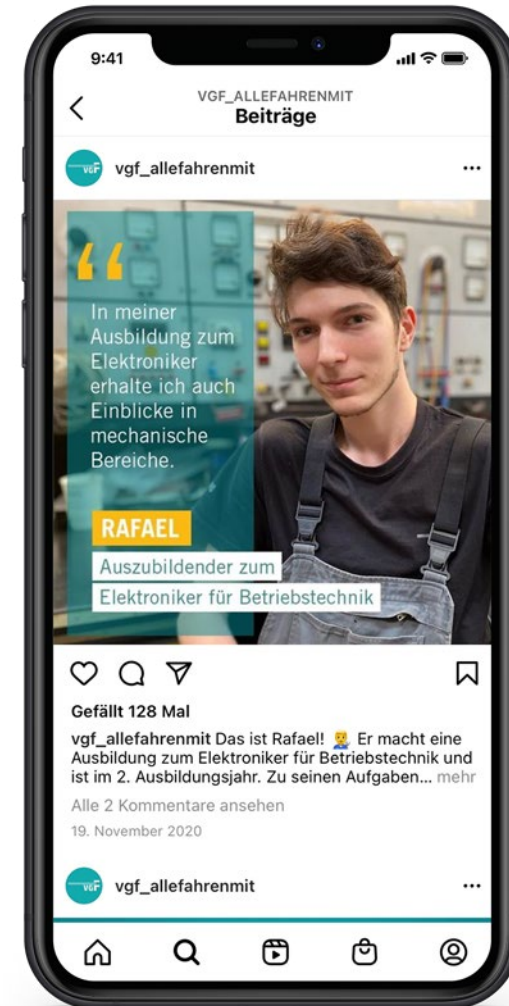 9:41
VGF_ALLEFAHRENMIT
Beiträge
VGF
vgf_allefahrenmit
“
In meiner
Ausbildung zum
Elektroniker
erhalte ich auch
Einblicke in
mechanische
Bereiche.
RAFAEL
Auszubildender zum
Elektroniker für Betriebstechnik
Gefällt 128 Mal
vgf_allefahrenmit Das ist Rafael! 👨‍💼 Er macht eine
Ausbildung zum Elektroniker für Betriebstechnik und
ist im 2. Ausbildungsjahr. Zu seinen Aufgaben... mehr
Alle 2 Kommentare ansehen
19. November 2020
VGF
vgf_allefahrenmit